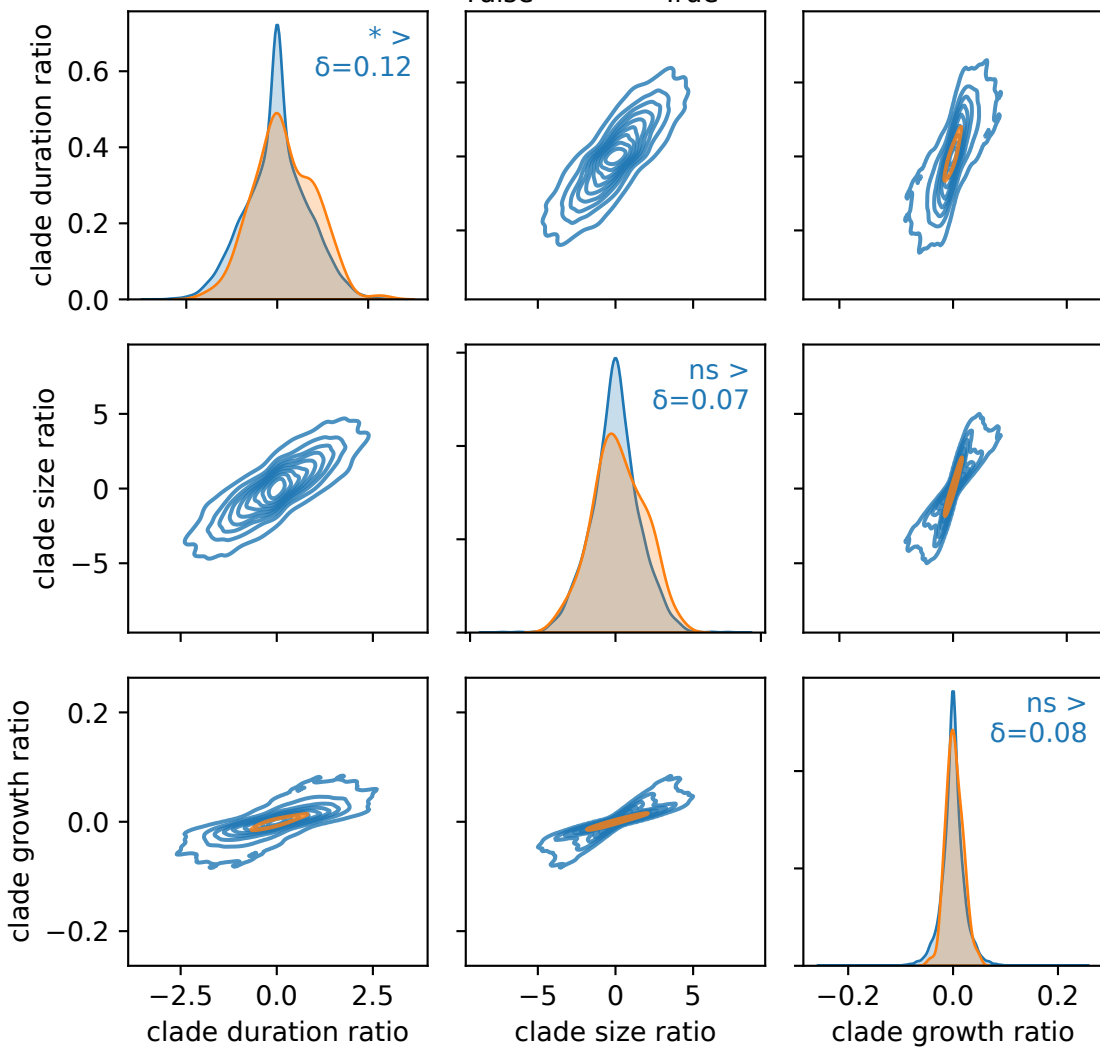 clade duration ratio
0.6
0.4
0.2
0.0
* >
δ=0.12
clade size ratio
5
0
−5
ns >
δ=0.07
clade growth ratio
0.2
0.0
−0.2
ns >
δ=0.08
−2.5 0.0 2.5
−5 0 5
−0.2 0.0 0.2
clade duration ratio
clade size ratio
clade growth ratio